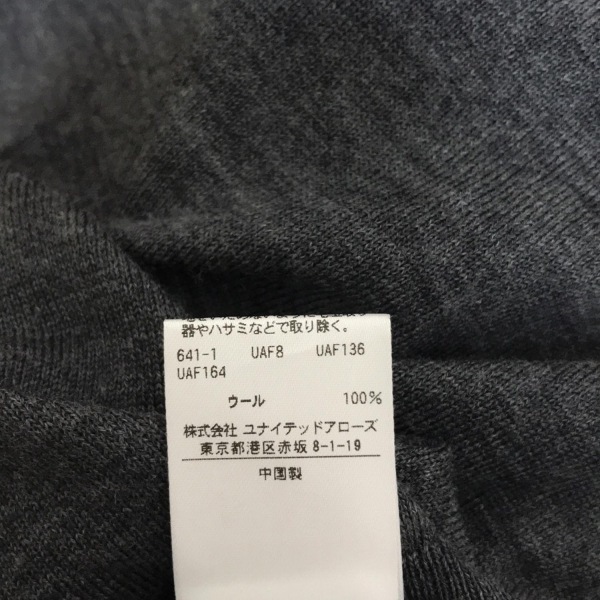 器やハサミなどで取り除く。
641-1 UAF8 UAF136
UAF164
ウール 100%
株式会社 ユナイテッドアローズ
東京都港区赤坂 8-1-19
中国製